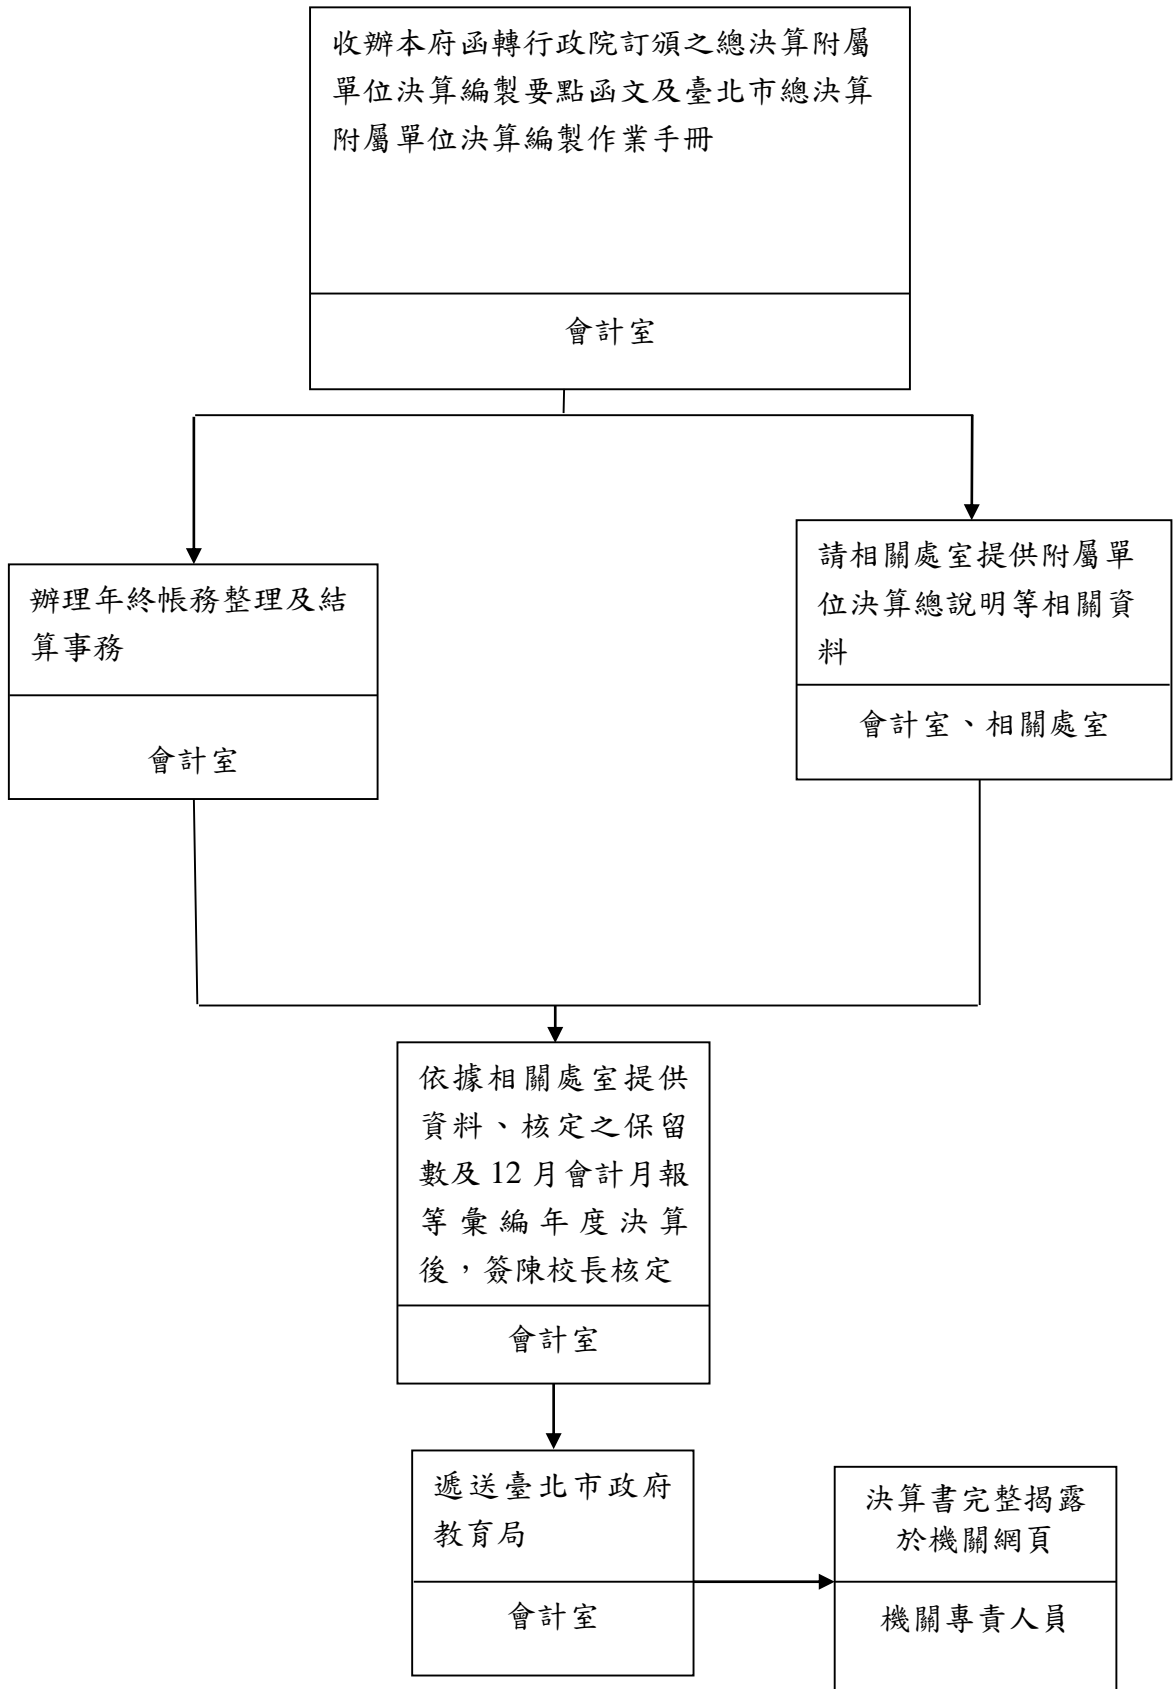 收辦本府函轉行政院訂頒之總決算附屬
單位決算編製要點函文及臺北市總決算
附屬單位決算編製作業手冊
會計室
辦理年終帳務整理及結
算事務
會計室
請相關處室提供附屬單
位決算總說明等相關資
料
會計室、相關處室
依據相關處室提供
資料、核定之保留
數及 12 月會計月報
等彙編年度決算
後，簽陳校長核定
會計室
遞送臺北市政府
教育局
會計室
決算書完整揭露
於機關網頁
機關專責人員